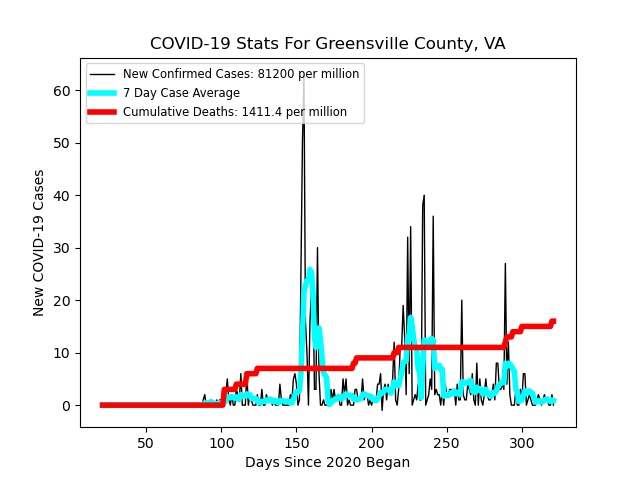 COVID-19 Stats For Greensville County, VA
New Confirmed Cases: 81200 per million
7 Day Case Average
Cumulative Deaths: 1411.4 per million
New COVID-19 Cases
60
50
40
30
20
10
0
50 100 150 200 250 300
Days Since 2020 Began